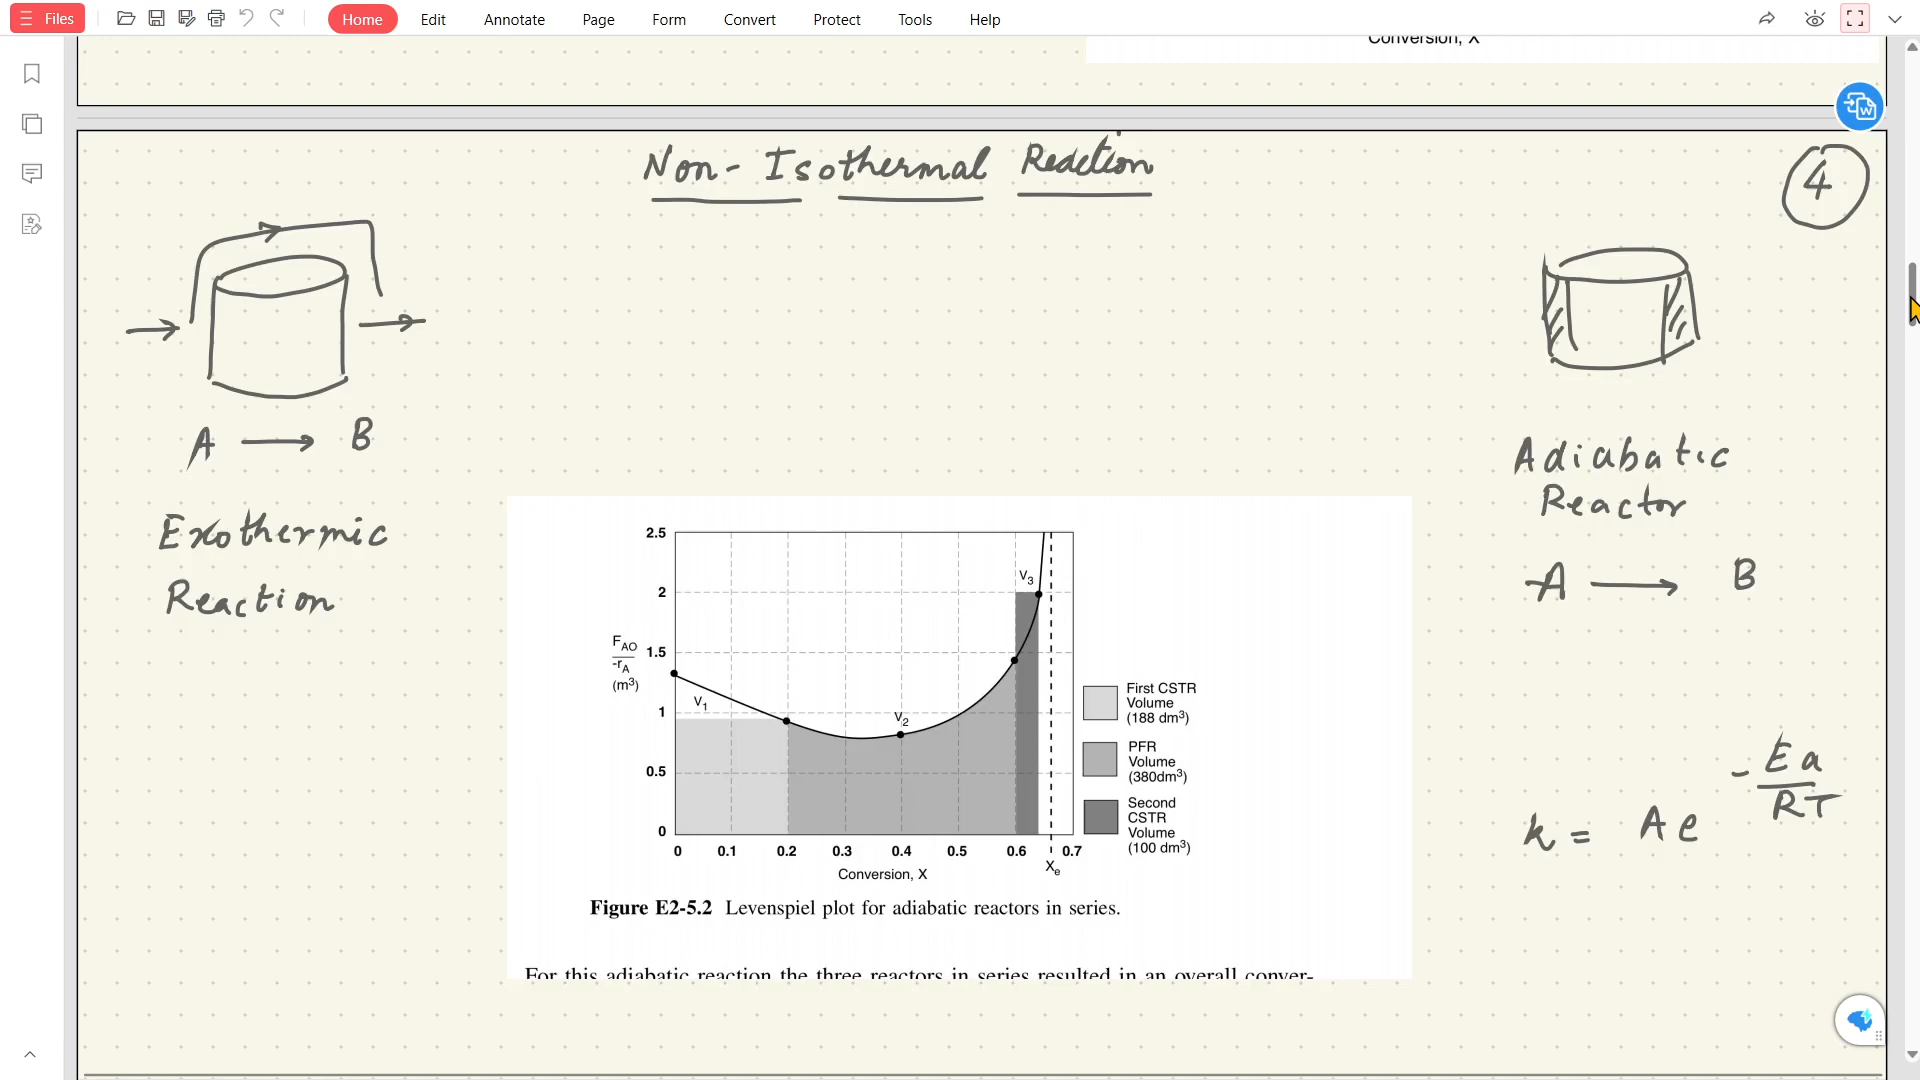 Files
Home Edit Annotate Page Form Convert Protect Tools Help
Conversion, X
Non - Isothermal Reaction
4
A → B
Exothermic
Reaction
2.5
2
1.5
1
0.5
0
F_AO
-r_A
(m³)
V₁
V₂
V₃
0 0.1 0.2 0.3 0.4 0.5 0.6 0.7
X_e
Conversion, X
First CSTR
Volume
(188 dm³)
PFR
Volume
(380dm³)
Second
CSTR
Volume
(100 dm³)
Figure E2-5.2 Levenspiel plot for adiabatic reactors in series.
For this adiabatic reaction the three reactors in series resulted in an overall conver-
Adiabatic
Reactor
A → B
- Ea
RT
k = A e